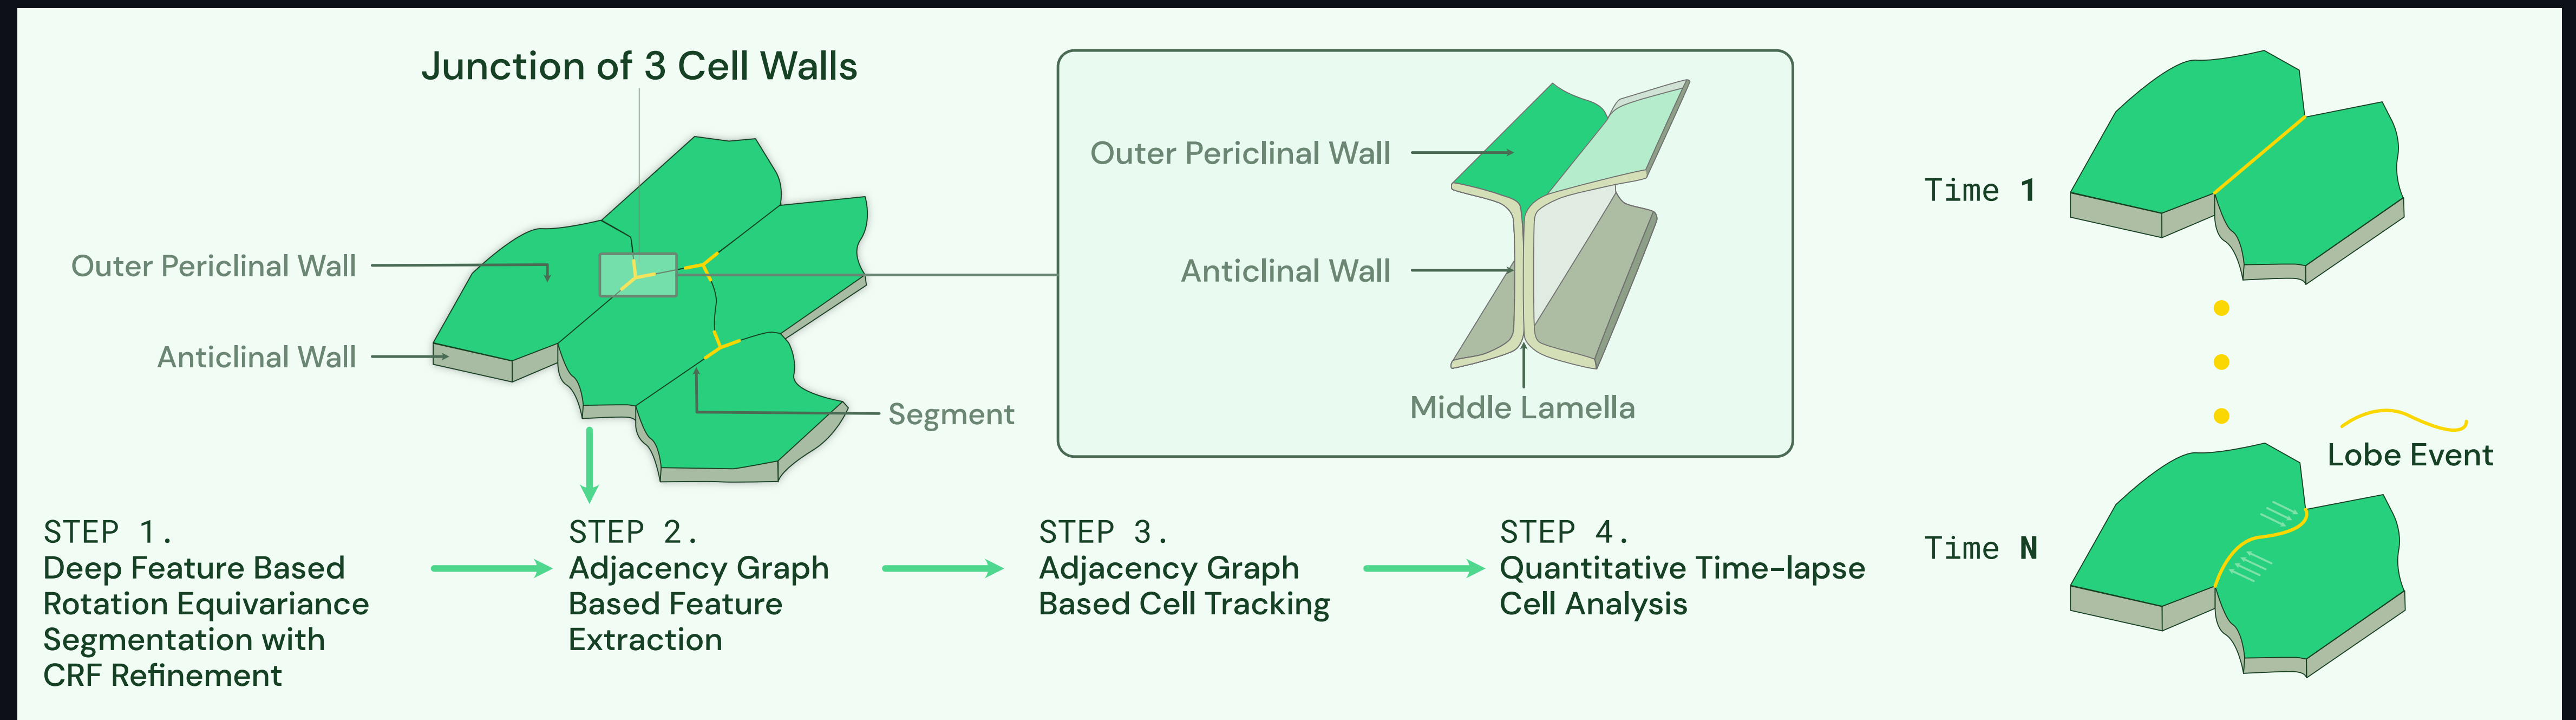 Junction of 3 Cell Walls
Outer Periclinal Wall
Anticlinal Wall
Segment
Outer Periclinal Wall
Anticlinal Wall
Middle Lamella
Time 1
Lobe Event
Time N
STEP 1.
Deep Feature Based
Rotation Equivariance
Segmentation with
CRF Refinement
STEP 2.
Adjacency Graph
Based Feature
Extraction
STEP 3.
Adjacency Graph
Based Cell Tracking
STEP 4.
Quantitative Time-lapse
Cell Analysis